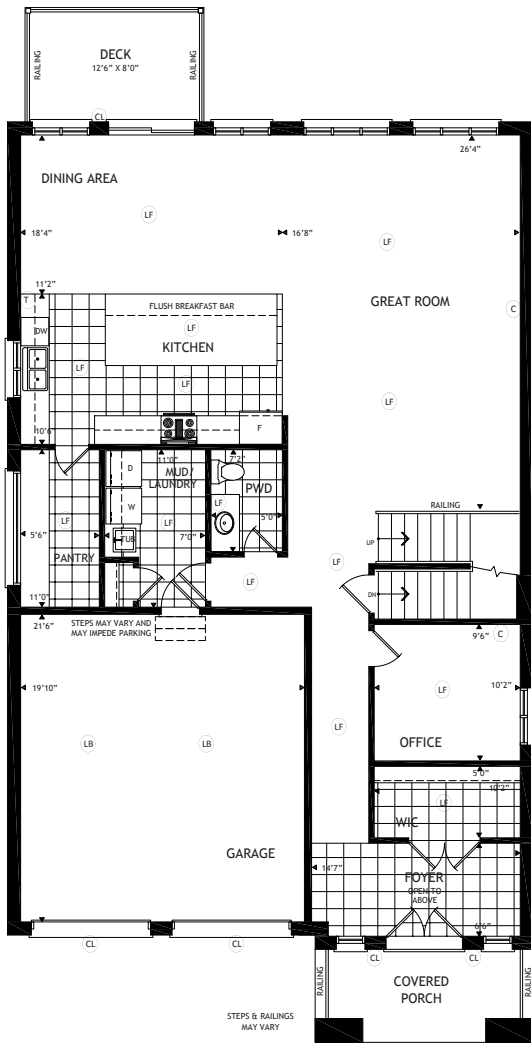 DECK
12'6" X 8'0"
RAILING
RAILING
CL
26'4"
DINING AREA
LF
18'4"
16'8"
LF
11'2"
T
FLUSH BREAKFAST BAR
GREAT ROOM
C
DW
LF
KITCHEN
LF
LF
LF
F
10'6"
11'0"
7'2"
MUD/
LAUNDRY
D
PWD
W
LF
LF
LF
5'0"
RAILING
5'6"
TUB
7'0"
UP
PANTRY
LF
LF
DN
11'0"
21'6"
STEPS MAY VARY AND
MAY IMPEDE PARKING
9'6"
C
19'10"
10'2"
LF
LF
LB
LB
OFFICE
5'0"
10'2"
LF
WIC
GARAGE
14'7"
FOYER
OPEN TO
ABOVE
6'6"
CL
CL
CL
CL
RAILING
COVERED
PORCH
RAILING
STEPS & RAILINGS
MAY VARY